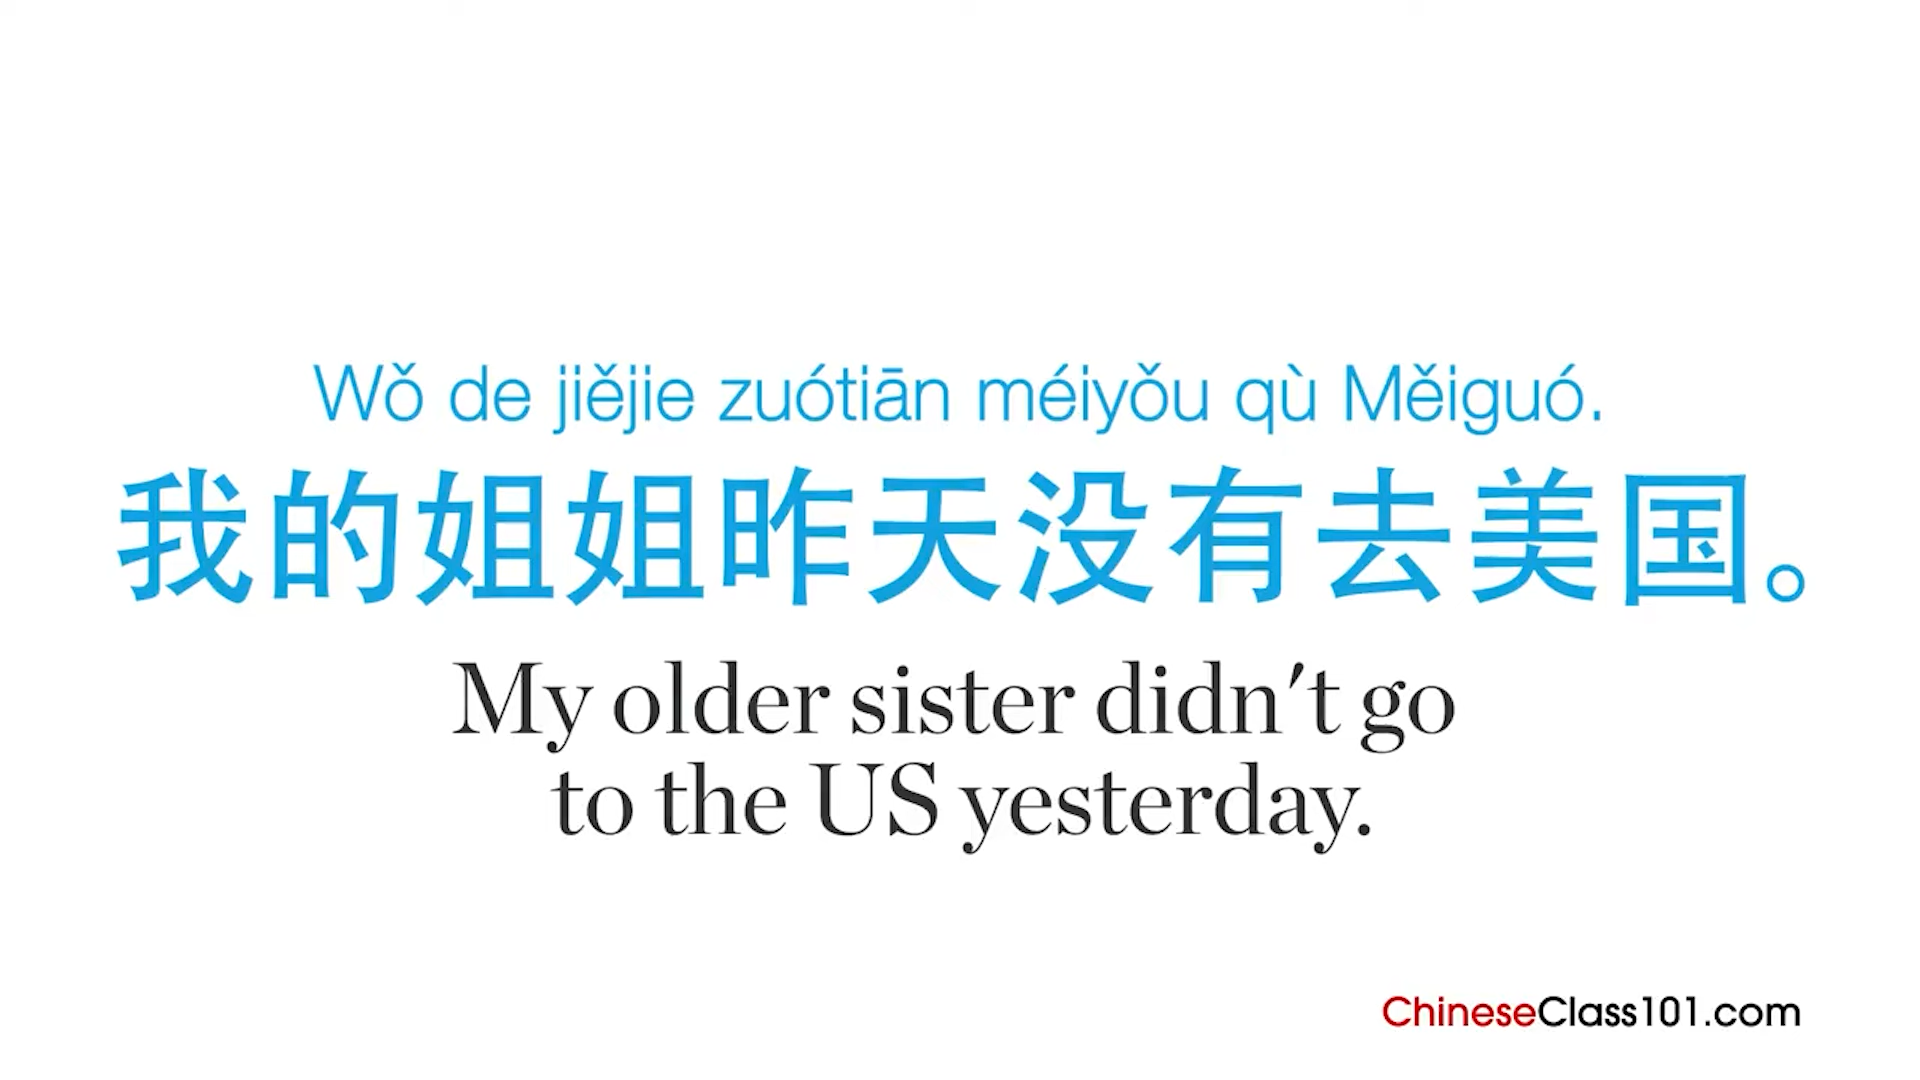 Wǒ de jiějie zuótiān méiyǒu qù Měiguó.
我的姐姐昨天没有去美国。
My older sister didn't go
to the US yesterday.
ChineseClass101.com